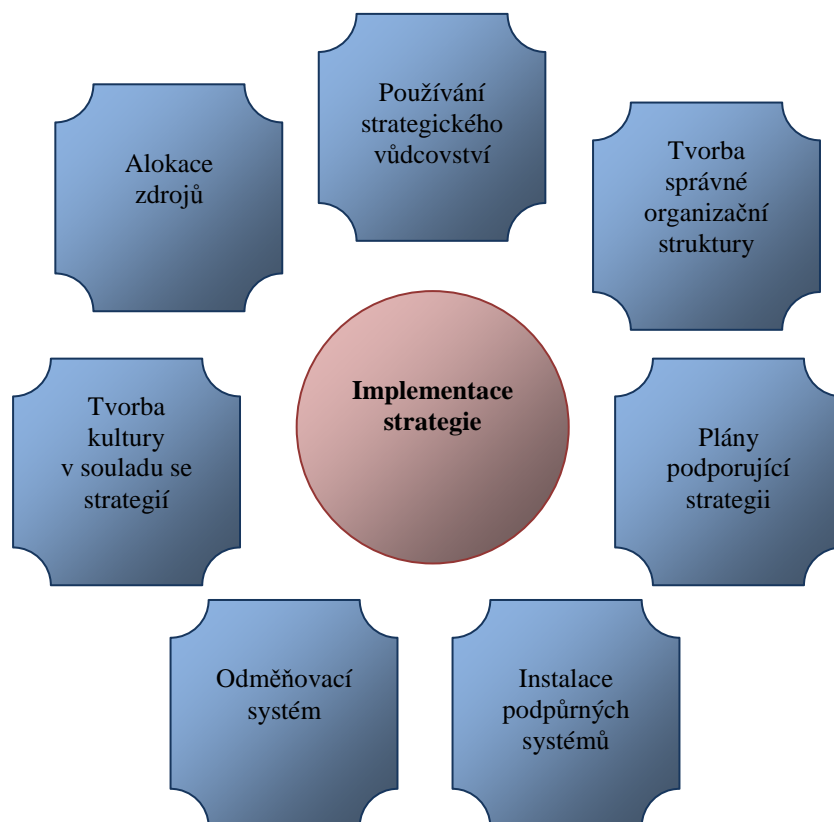 Používání
strategického
vůdcovství
Alokace
zdrojů
Tvorba
správné
organizační
struktury
Implementace
strategie
Tvorba
kultury
v souladu se
strategií
Plány
podporující
strategii
Odměňovací
systém
Instalace
podpůrných
systémů